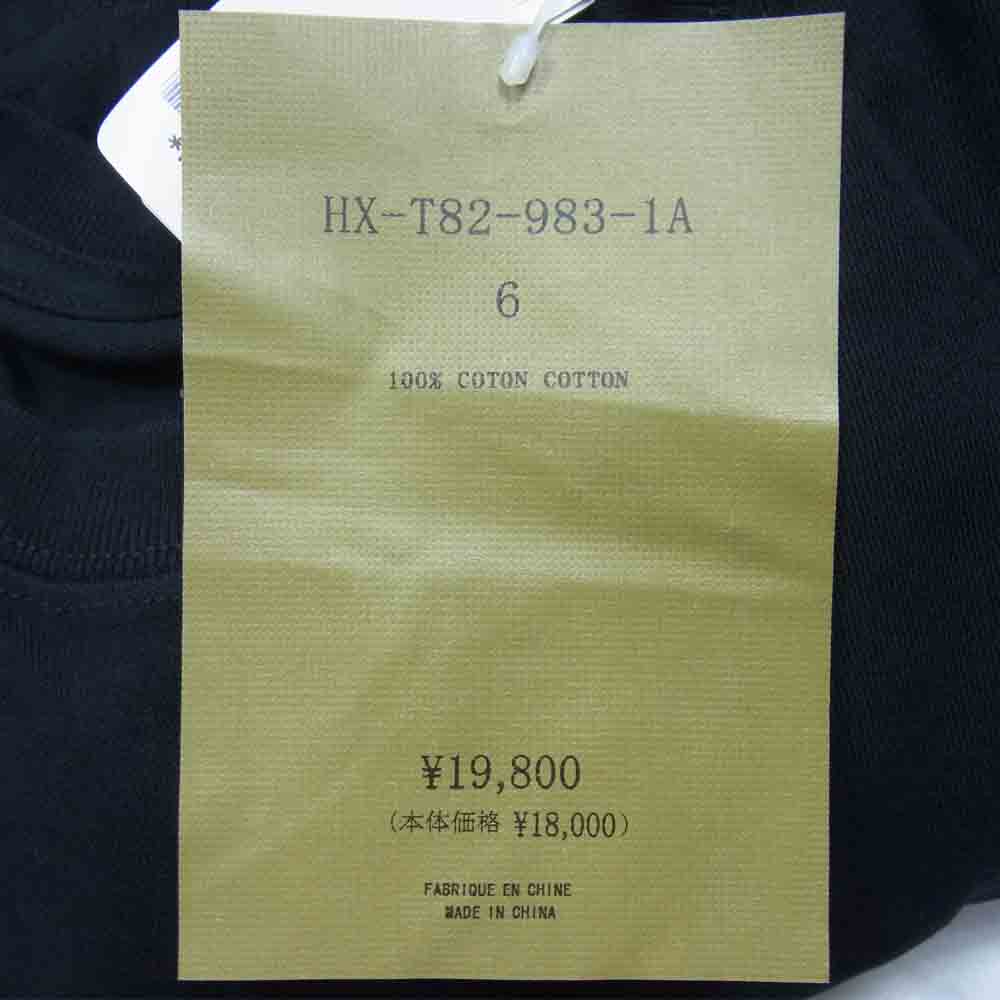 HX-T82-983-1A
6
100% COTON COTTON
¥19,800
(本体価格 ¥18,000)
FABRIQUE EN CHINE
MADE IN CHINA